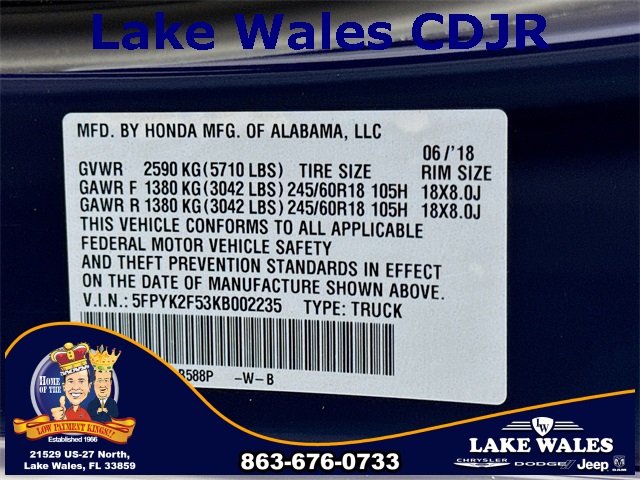 Lake Wales CDJR
MFD. BY HONDA MFG. OF ALABAMA, LLC
06/'18
GVWR 2590 KG (5710 LBS) TIRE SIZE RIM SIZE
GAWR F 1380 KG (3042 LBS) 245/60R18 105H 18X8.0J
GAWR R 1380 KG (3042 LBS) 245/60R18 105H 18X8.0J
THIS VEHICLE CONFORMS TO ALL APPLICABLE
FEDERAL MOTOR VEHICLE SAFETY
AND THEFT PREVENTION STANDARDS IN EFFECT
ON THE DATE OF MANUFACTURE SHOWN ABOVE.
V.I.N.: 5FPYK2F53KB002235 TYPE: TRUCK
B588P -W-B
HOME OF THE
LOW PAYMENT KINGS!!
Established 1966
21529 US-27 North,
Lake Wales, FL 33859
863-676-0733
LW
LAKE WALES
CHRYSLER DODGE Jeep RAM